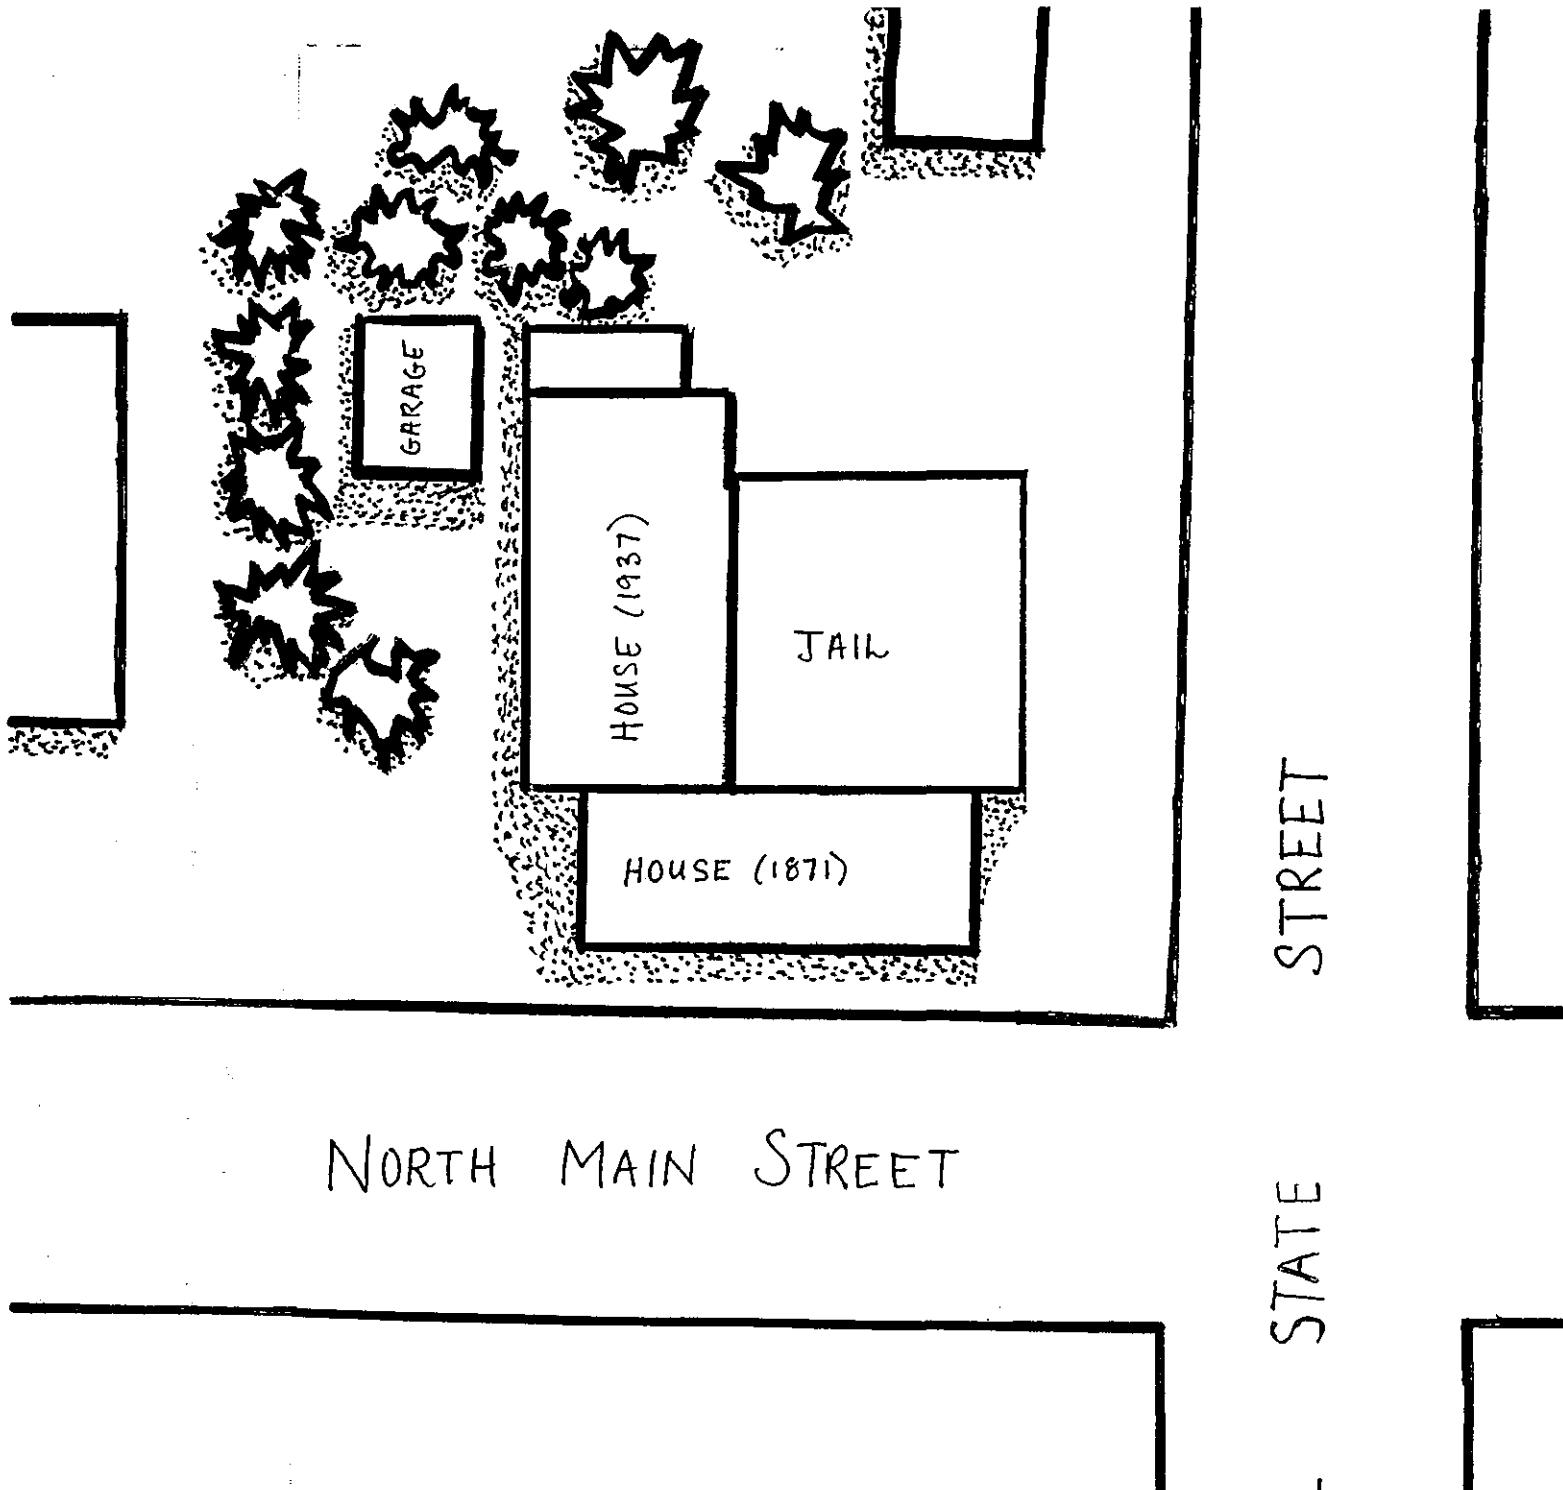 GARAGE
HOUSE (1937)
JAIL
HOUSE (1871)
NORTH MAIN STREET
STATE STREET